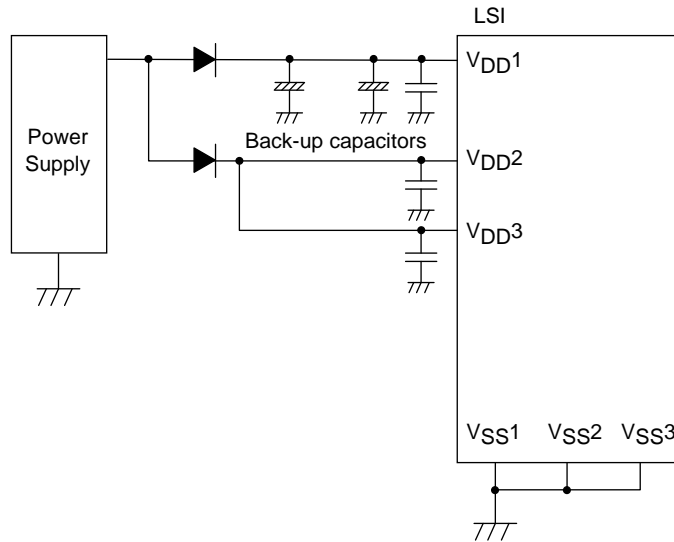 LSI
VDD1
Power
Supply
Back-up capacitors
VDD2
VDD3
VSS1 VSS2 VSS3